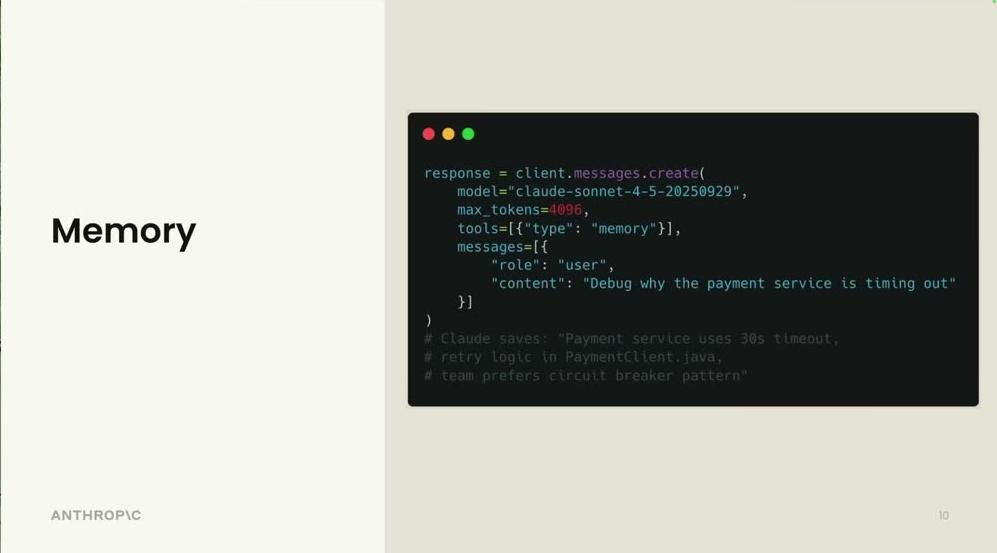 Memory
response = client.messages.create(
    model="claude-sonnet-4-5-20250929",
    max_tokens=4096,
    tools=[{"type": "memory"}],
    messages=[{
        "role": "user",
        "content": "Debug why the payment service is timing out"
    }]
)
# Claude saves: "Payment service uses 30s timeout,
# retry logic in PaymentClient.java,
# team prefers circuit breaker pattern"
ANTHROP\C
10